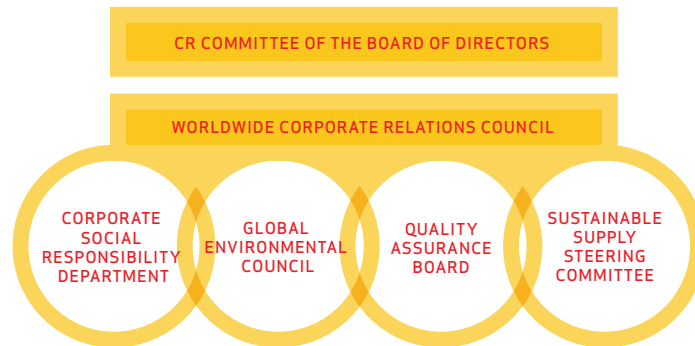 CR COMMITTEE OF THE BOARD OF DIRECTORS
WORLDWIDE CORPORATE RELATIONS COUNCIL
CORPORATE
SOCIAL
RESPONSIBILITY
DEPARTMENT
GLOBAL
ENVIRONMENTAL
COUNCIL
QUALITY
ASSURANCE
BOARD
SUSTAINABLE
SUPPLY
STEERING
COMMITTEE